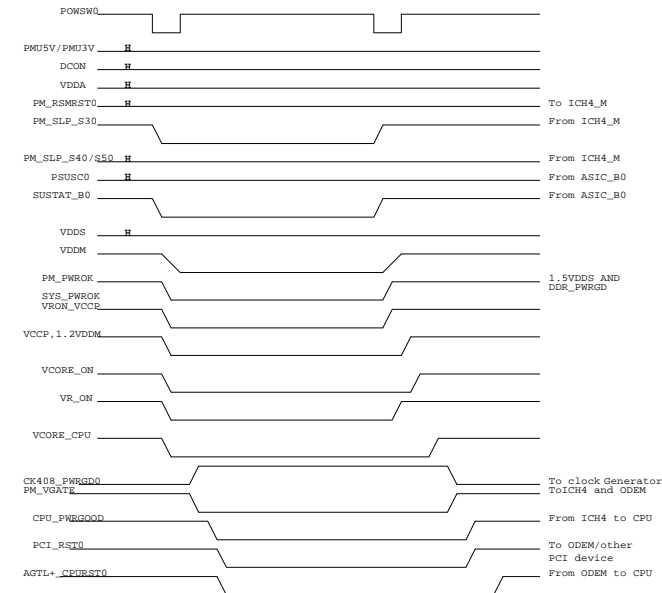 POWSW0
PMU5V/PMU3V H
DCON H
VDDA H
PM_RSMRST0 H To ICH4_M
PM_SLP_S30 From ICH4_M
PM_SLP_S40/S50 H From ICH4_M
PSUSC0 H From ASIC_B0
SUSTAT_B0 From ASIC_B0
VDDS H
VDDM
PM_PWROK 1.5VDDS AND
DDR_PWRGD
SYS_PWROK
VRON_VCCP
VCCP,1.2VDDM
VCORE_ON
VR_ON
VCORE_CPU
CK408_PWRGD0 To clock Generator
PM_VGATE ToICH4 and ODEM
CPU_PWRGOOD From ICH4 to CPU
PCI_RST0 To ODEM/other
PCI device
AGTL+_CPURST0 From ODEM to CPU